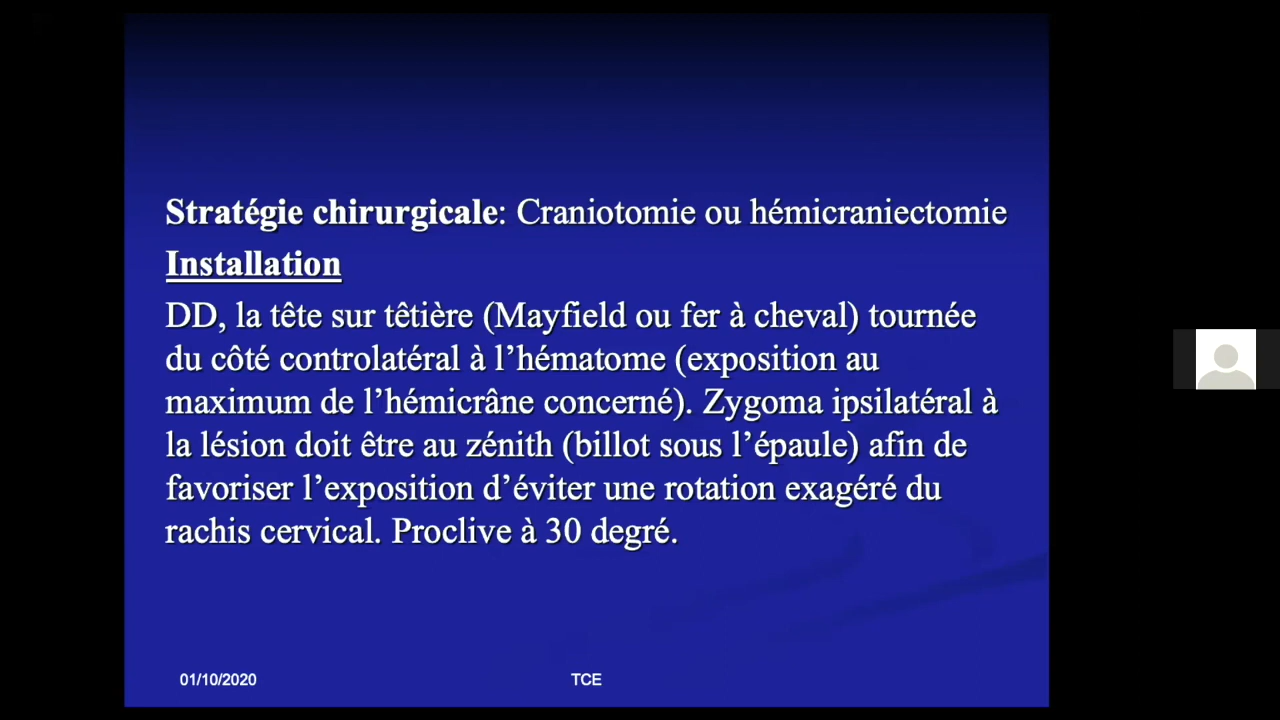 Stratégie chirurgicale: Craniotomie ou hémicraniectomie
Installation
DD, la tête sur têtière (Mayfield ou fer à cheval) tournée
du côté controlatéral à l’hématome (exposition au
maximum de l’hémicrâne concerné). Zygoma ipsilatéral à
la lésion doit être au zénith (billot sous l’épaule) afin de
favoriser l’exposition d’éviter une rotation exagéré du
rachis cervical. Proclive à 30 degré.
01/10/2020
TCE